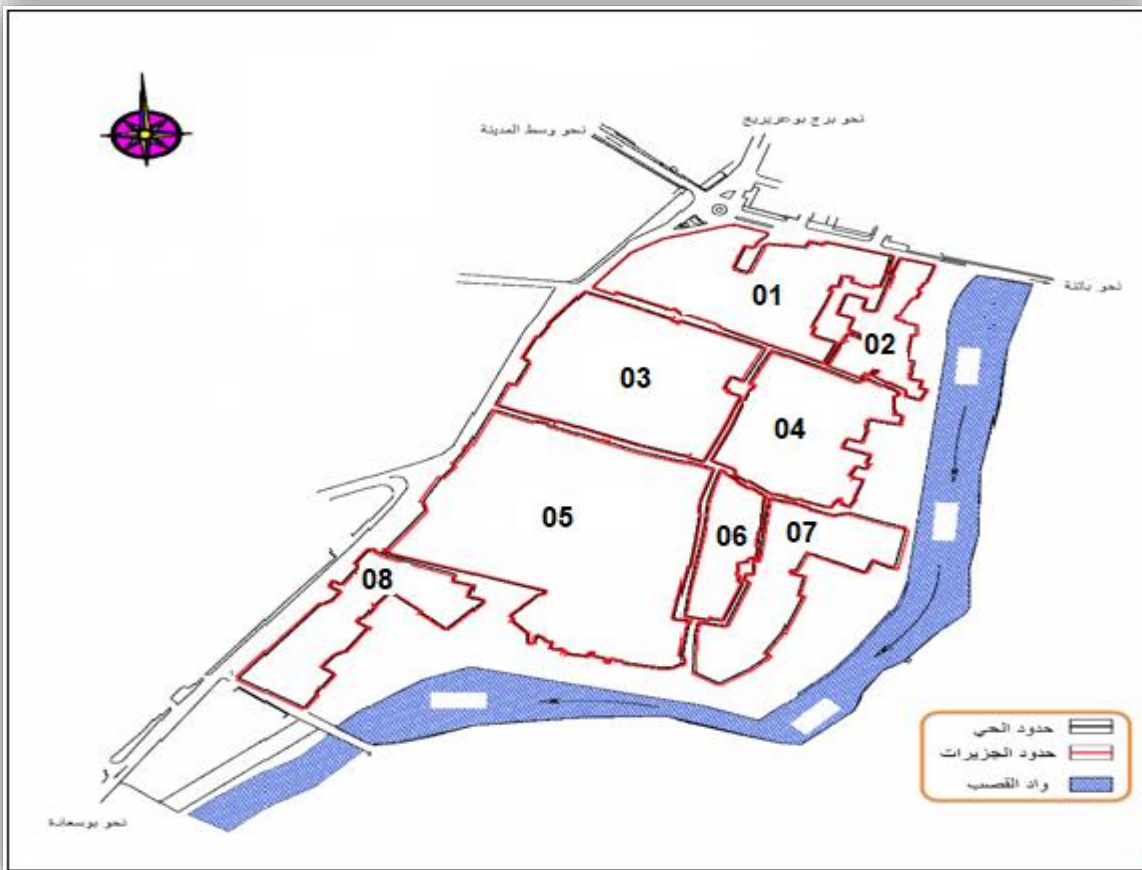 نحو برج بوعريريج
نحو وسط المدينة
نحو باتنة
01
02
03
04
05
06
07
08
حدود الحي
حدود الجزيرات
واد القصب
نحو بوسعادة